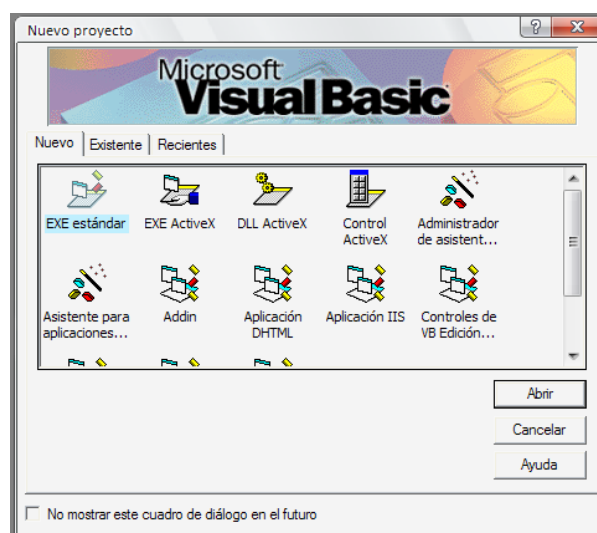 Nuevo proyecto
Microsoft
Visual Basic
Nuevo
Existente
Recientes
EXE estándar
EXE ActiveX
DLL ActiveX
Control
ActiveX
Administrador
de asistent...
Asistente para
aplicaciones...
Addin
Aplicación
DHTML
Aplicación IIS
Controles de
VB Edición...
Abrir
Cancelar
Ayuda
No mostrar este cuadro de diálogo en el futuro